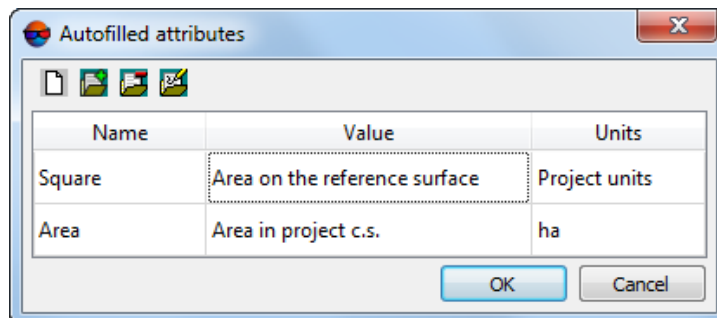 Autofilled attributes
Name Value Units
Square Area on the reference surface Project units
Area Area in project c.s. ha
OK Cancel